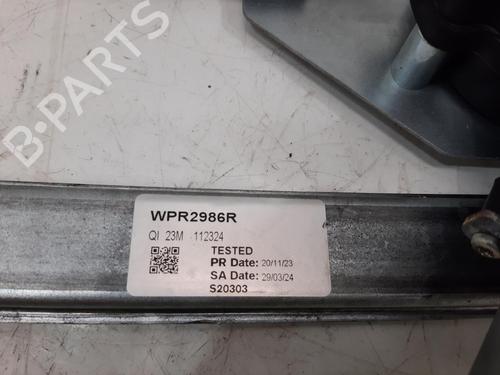 B-PARTS
WPR2986R
QI 23M 112324
TESTED
PR Date: 20/11/23
SA Date: 29/03/24
S20303